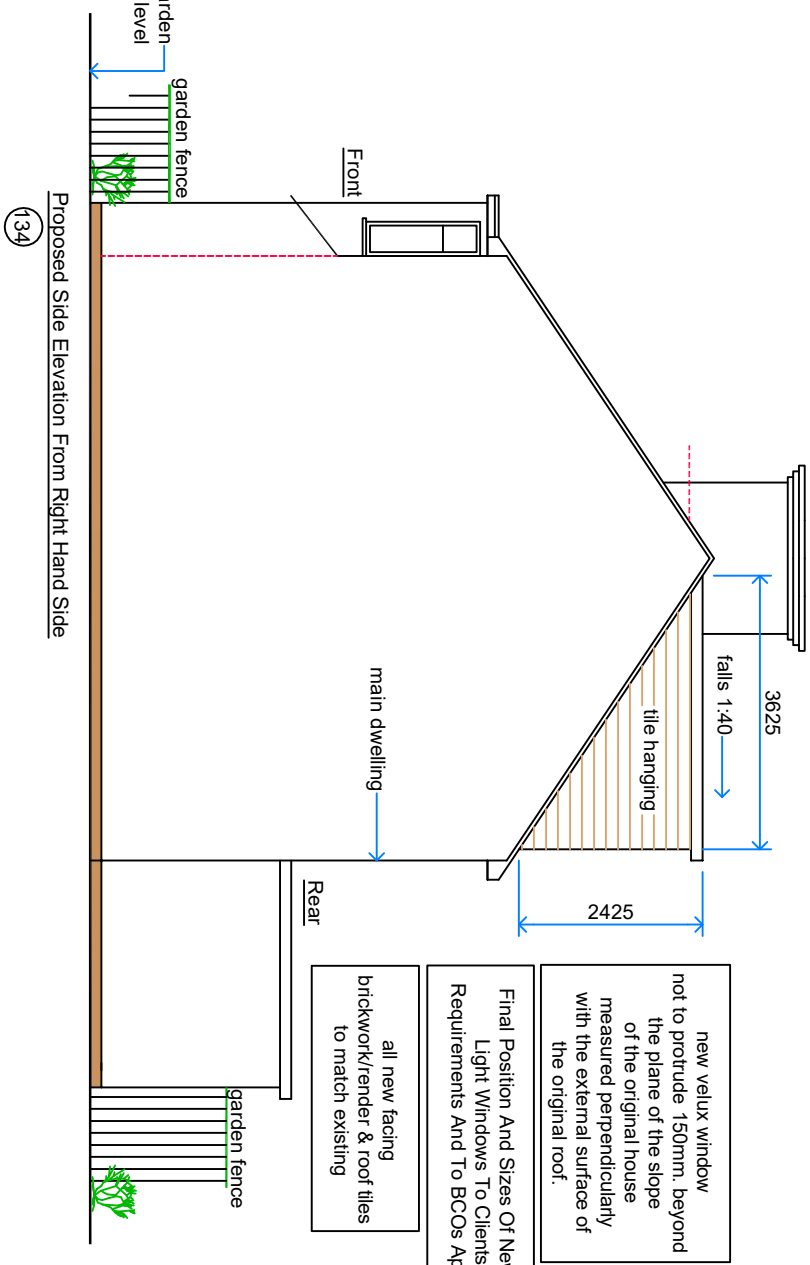 new velux window
not to protrude 150mm. beyond
the plane of the slope
of the original house
measured perpendicularly
with the external surface of
the original roof.
Final Position And Sizes Of
Light Windows To Clients
Requirements And To BCOs
all new facing
brickwork/render & roof tiles
to match existing
3625
falls 1:40
tile hanging
2425
main dwelling
Front
Rear
garden fence
garden fence
level
Proposed Side Elevation From Right Hand Side
134